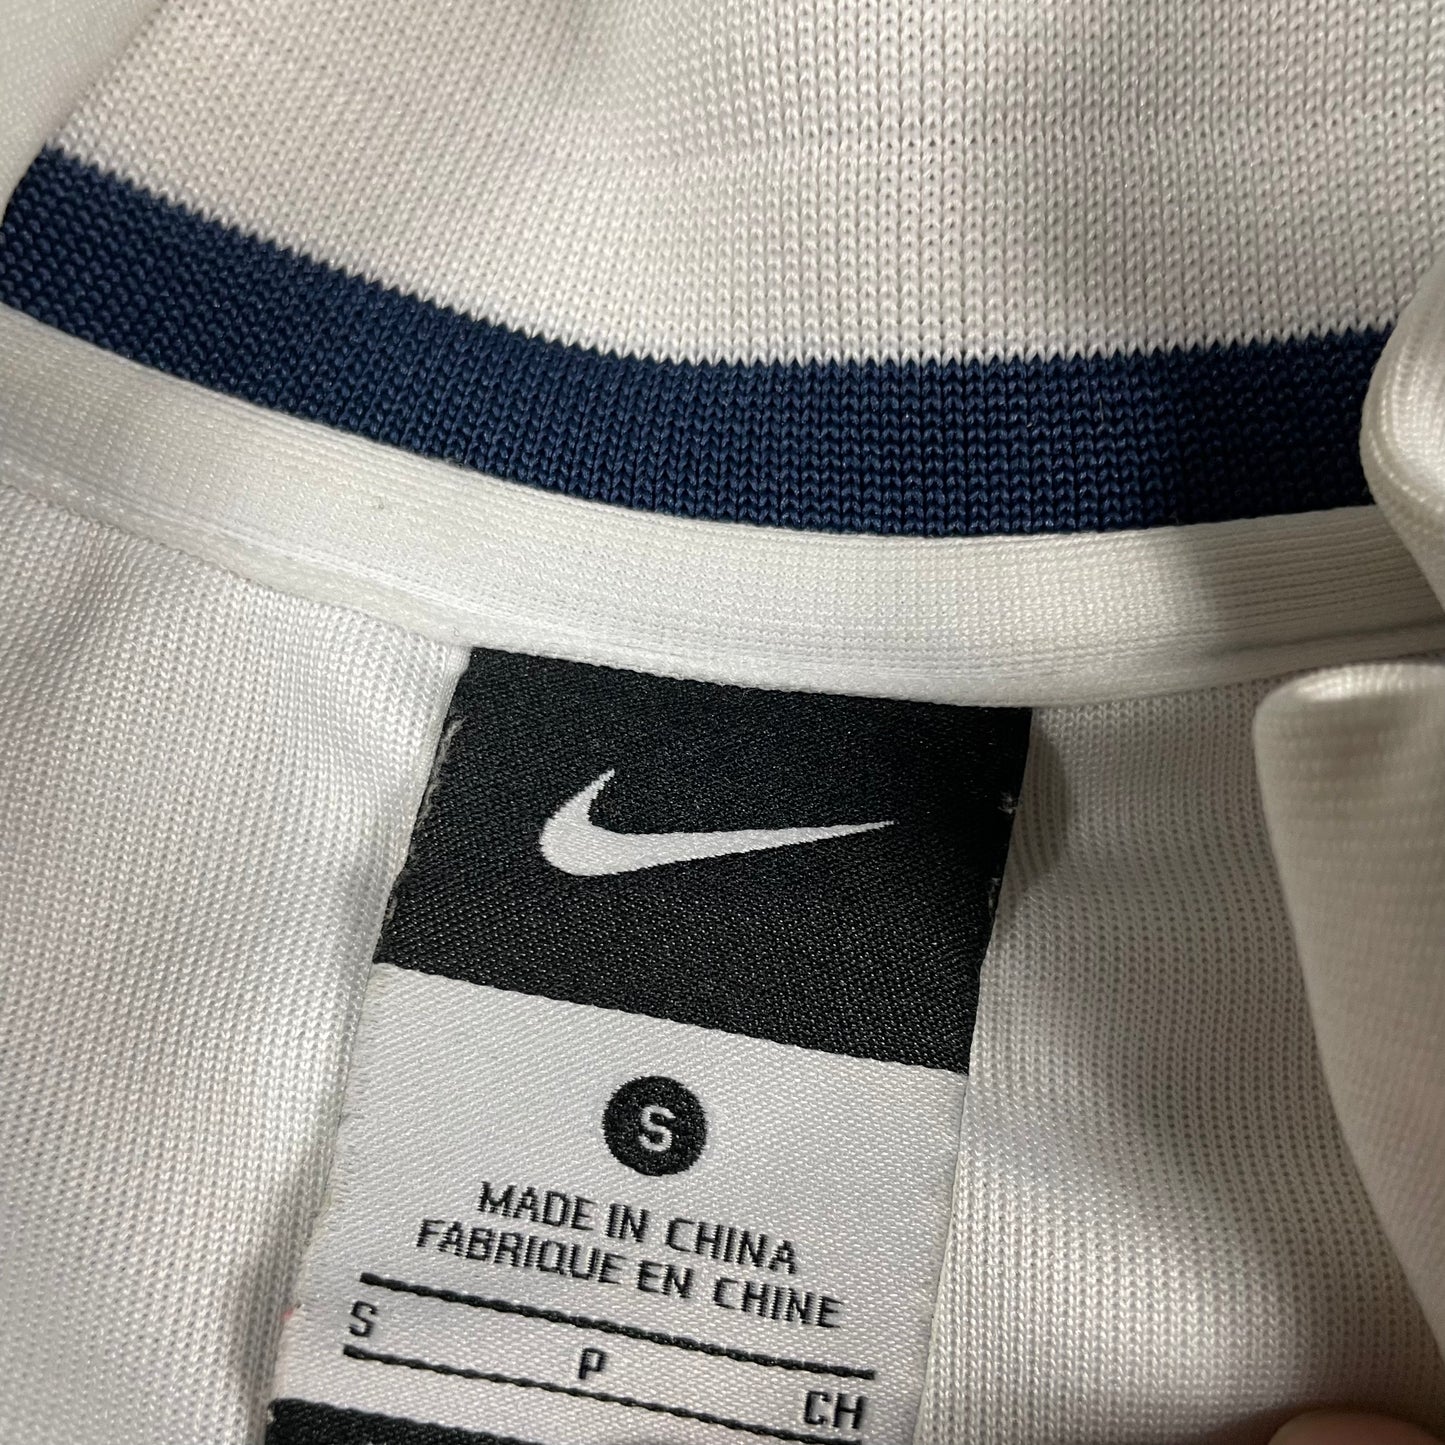 S
MADE IN CHINA
FABRIQUE EN CHINE
S P CH